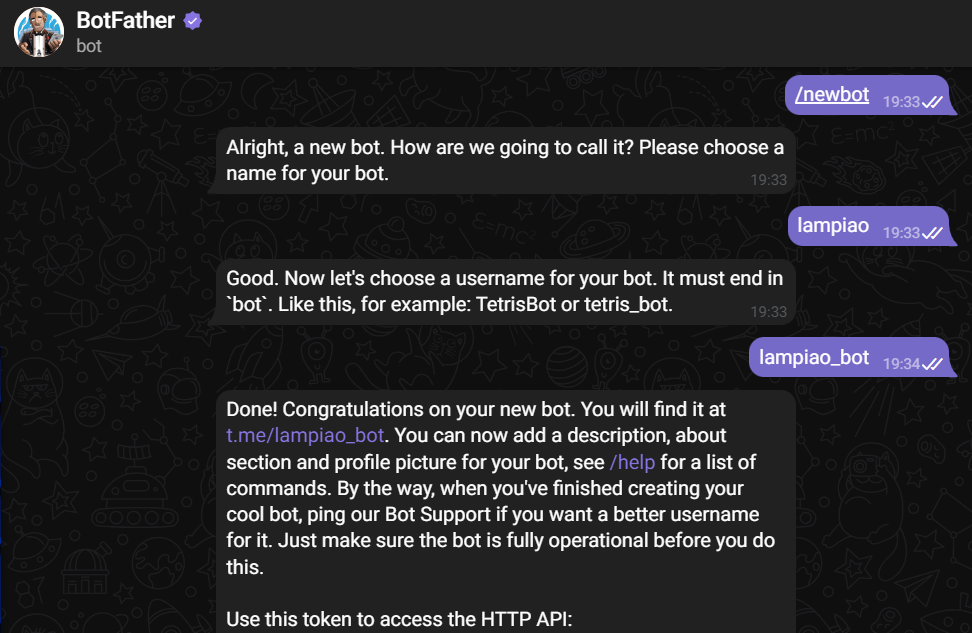 BotFather
bot
/newbot 19:33
Alright, a new bot. How are we going to call it? Please choose a
name for your bot.
19:33
lampiao 19:33
Good. Now let's choose a username for your bot. It must end in
`bot`. Like this, for example: TetrisBot or tetris_bot.
19:33
lampiao_bot 19:34
Done! Congratulations on your new bot. You will find it at
t.me/lampiao_bot. You can now add a description, about
section and profile picture for your bot, see /help for a list of
commands. By the way, when you've finished creating your
cool bot, ping our Bot Support if you want a better username
for it. Just make sure the bot is fully operational before you do
this.
Use this token to access the HTTP API: